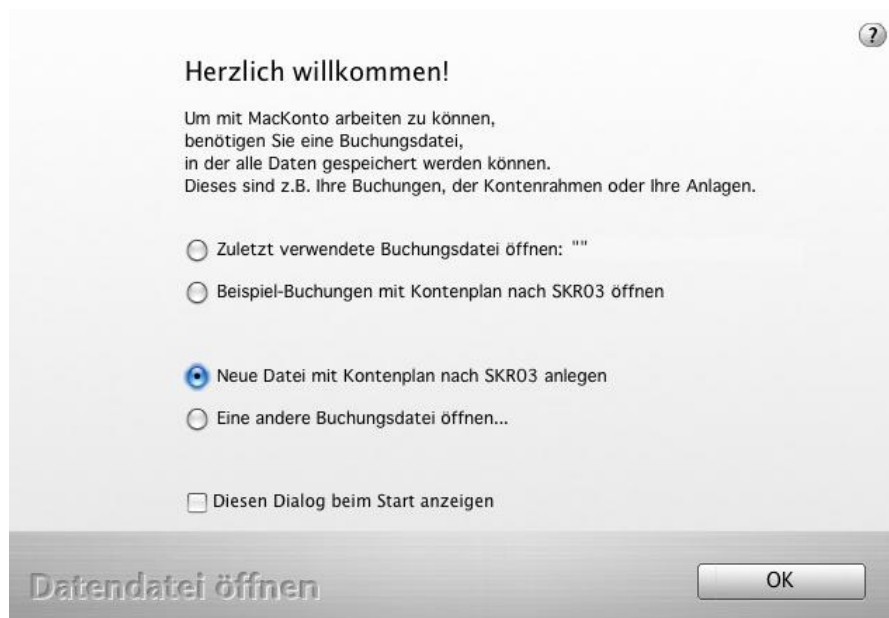 ?
Herzlich willkommen!
Um mit MacKonto arbeiten zu können,
benötigen Sie eine Buchungsdatei,
in der alle Daten gespeichert werden können.
Dieses sind z.B. Ihre Buchungen, der Kontenrahmen oder Ihre Anlagen.
Zuletzt verwendete Buchungsdatei öffnen: ""
Beispiel-Buchungen mit Kontenplan nach SKR03 öffnen
Neue Datei mit Kontenplan nach SKR03 anlegen
Eine andere Buchungsdatei öffnen...
Diesen Dialog beim Start anzeigen
Datendatei öffnen
OK